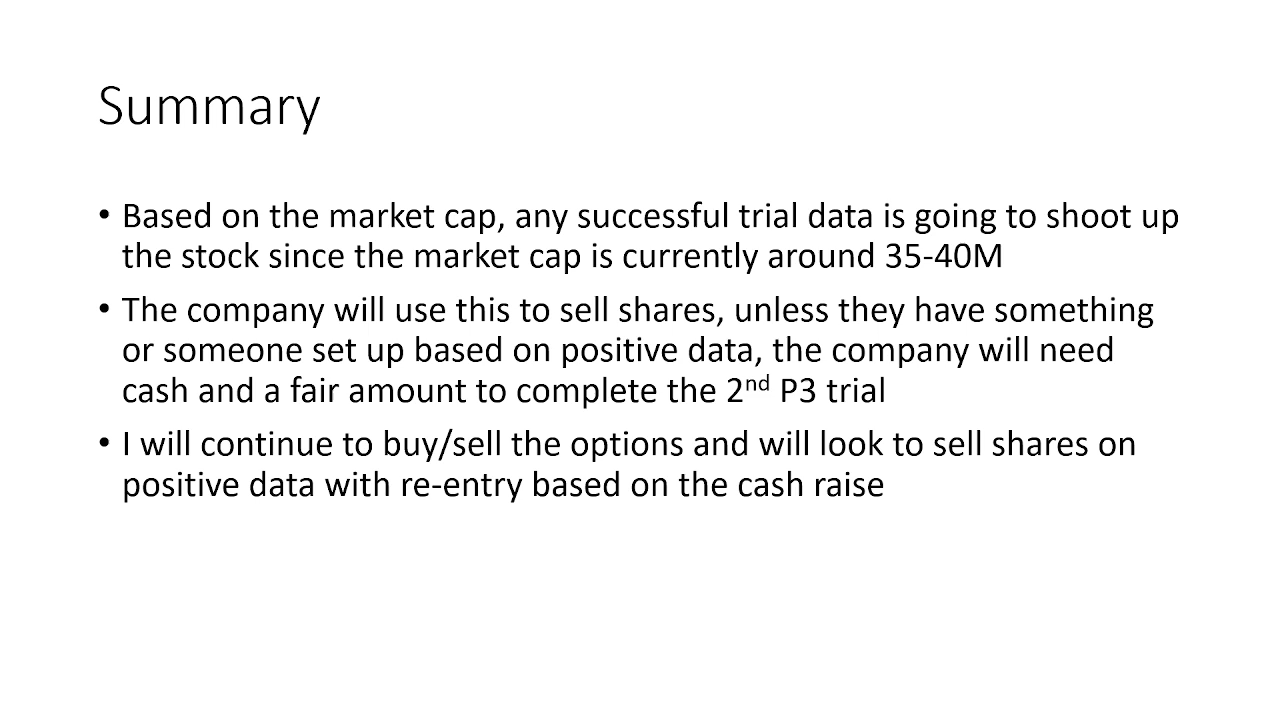 Summary
• Based on the market cap, any successful trial data is going to shoot up
the stock since the market cap is currently around 35-40M
• The company will use this to sell shares, unless they have something
or someone set up based on positive data, the company will need
cash and a fair amount to complete the 2nd P3 trial
• I will continue to buy/sell the options and will look to sell shares on
positive data with re-entry based on the cash raise